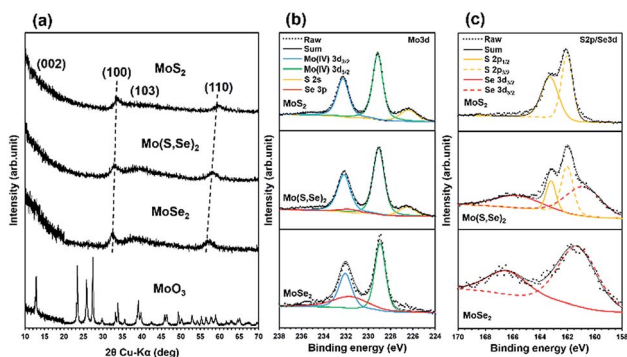 (a)
(002)
MoS2
(100)
(103)
(110)
Mo(S,Se)2
MoSe2
MoO3
Intensity (arb.unit)
10 15 20 25 30 35 40 45 50 55 60 65 70
2θ Cu-Kα (deg)
(b)
Raw
Sum
Mo(IV) 3d3/2
Mo(IV) 3d5/2
S 2s
Se 3p
Mo3d
MoS2
Mo(S,Se)2
MoSe2
Intensity (arb.unit)
238 236 234 232 230 228 226 224
Binding energy (eV)
(c)
Raw
Sum
S 2p1/2
S 2p3/2
Se 3d3/2
Se 3d5/2
S2p/Se3d
MoS2
Mo(S,Se)2
MoSe2
Intensity (arb.unit)
170 168 166 164 162 160 158
Binding energy (eV)